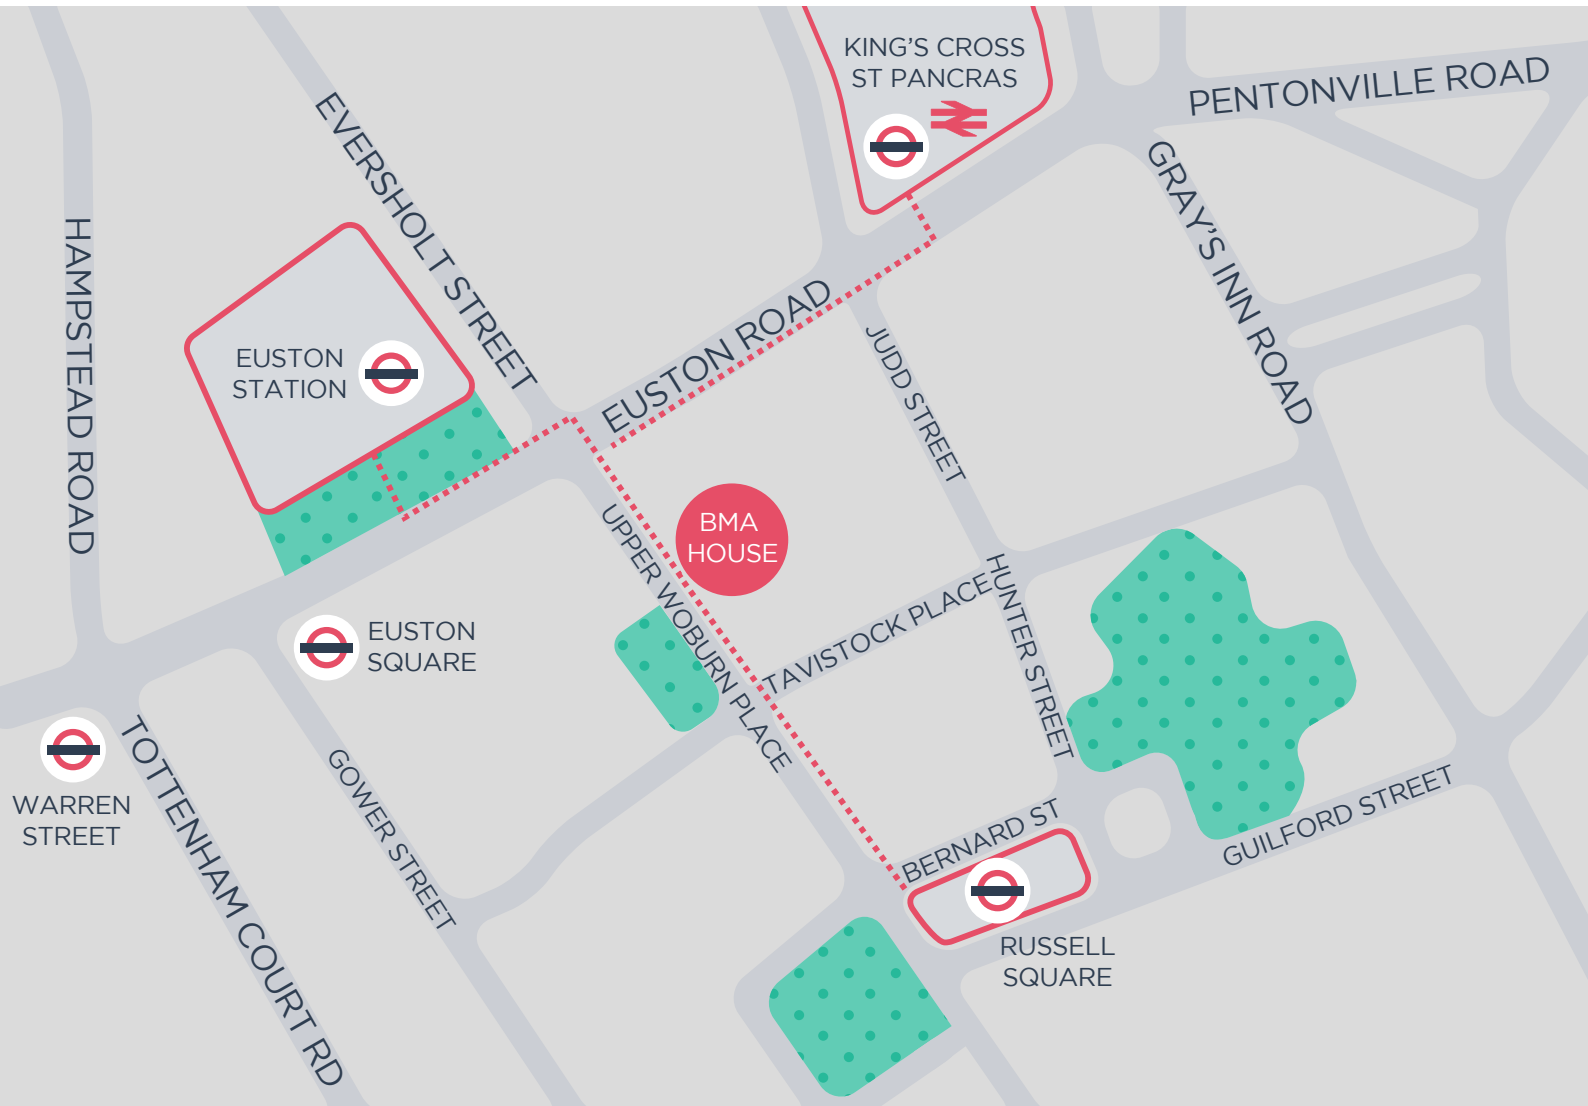 KING'S CROSS
ST PANCRAS
PENTONVILLE ROAD
EVERSHOLT STREET
GRAY'S INN ROAD
HAMPSTEAD ROAD
EUSTON ROAD
EUSTON
STATION
JUDD STREET
BMA
HOUSE
UPPER WOBURN PLACE
TAVISTOCK PLACE
HUNTER STREET
EUSTON
SQUARE
TOTTENHAM COURT RD
GOWER STREET
WARREN
STREET
BERNARD ST
GUILFORD STREET
RUSSELL
SQUARE